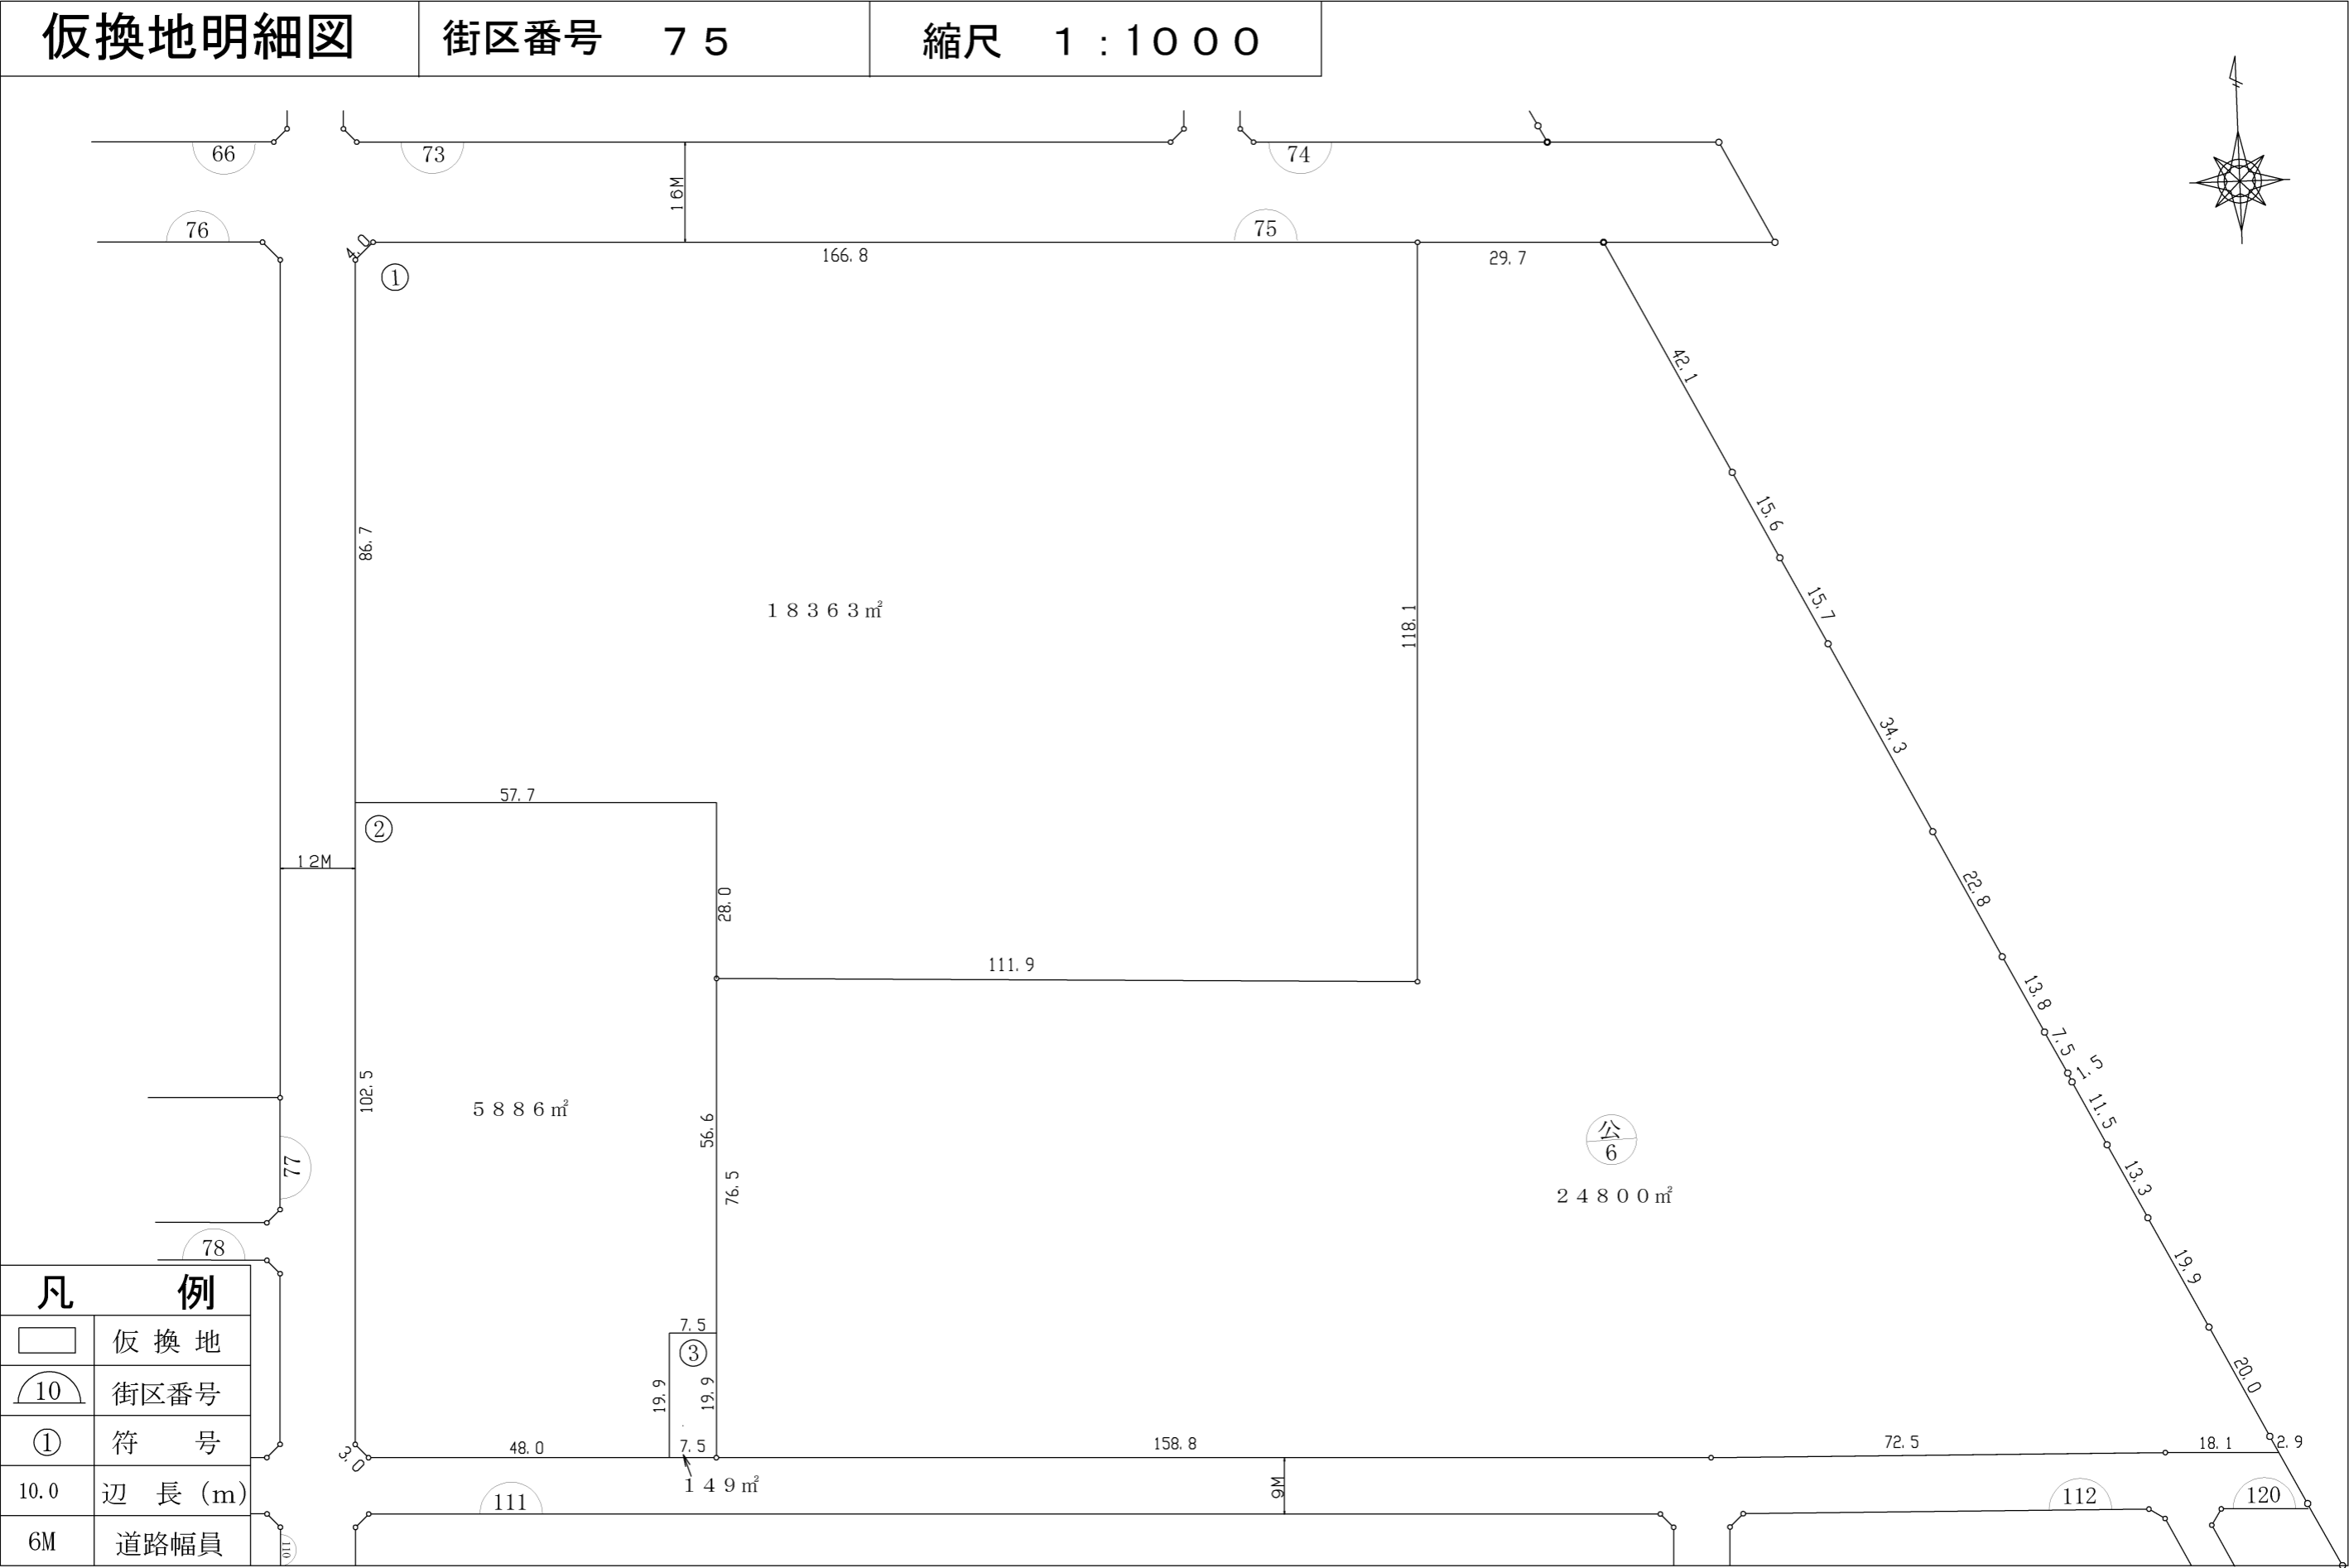 仮換地明細図 街区番号 ７５ 縮尺 １：1０００
66 73 74
16M
76 75
4.0 166.8 29.7
①
42.1
15.6
86.7
15.7
１８３６３㎡ 118.1
34.3
57.7
②
12M
28.0 22.8
111.9
13.8
7.5
1.5
102.5 ５８８６㎡ 56.6 11.5
公
6
77 76.5 13.3
２４８００㎡
78 19.9
7.5
③
19.9 19.9 20.0
3.0 48.0 7.5 158.8 72.5 18.1 2.9
１４９㎡ 9M
111 112 120
110
凡 例
仮 換 地
10 街区番号
① 符 号
10.0 辺 長（m）
6M 道路幅員